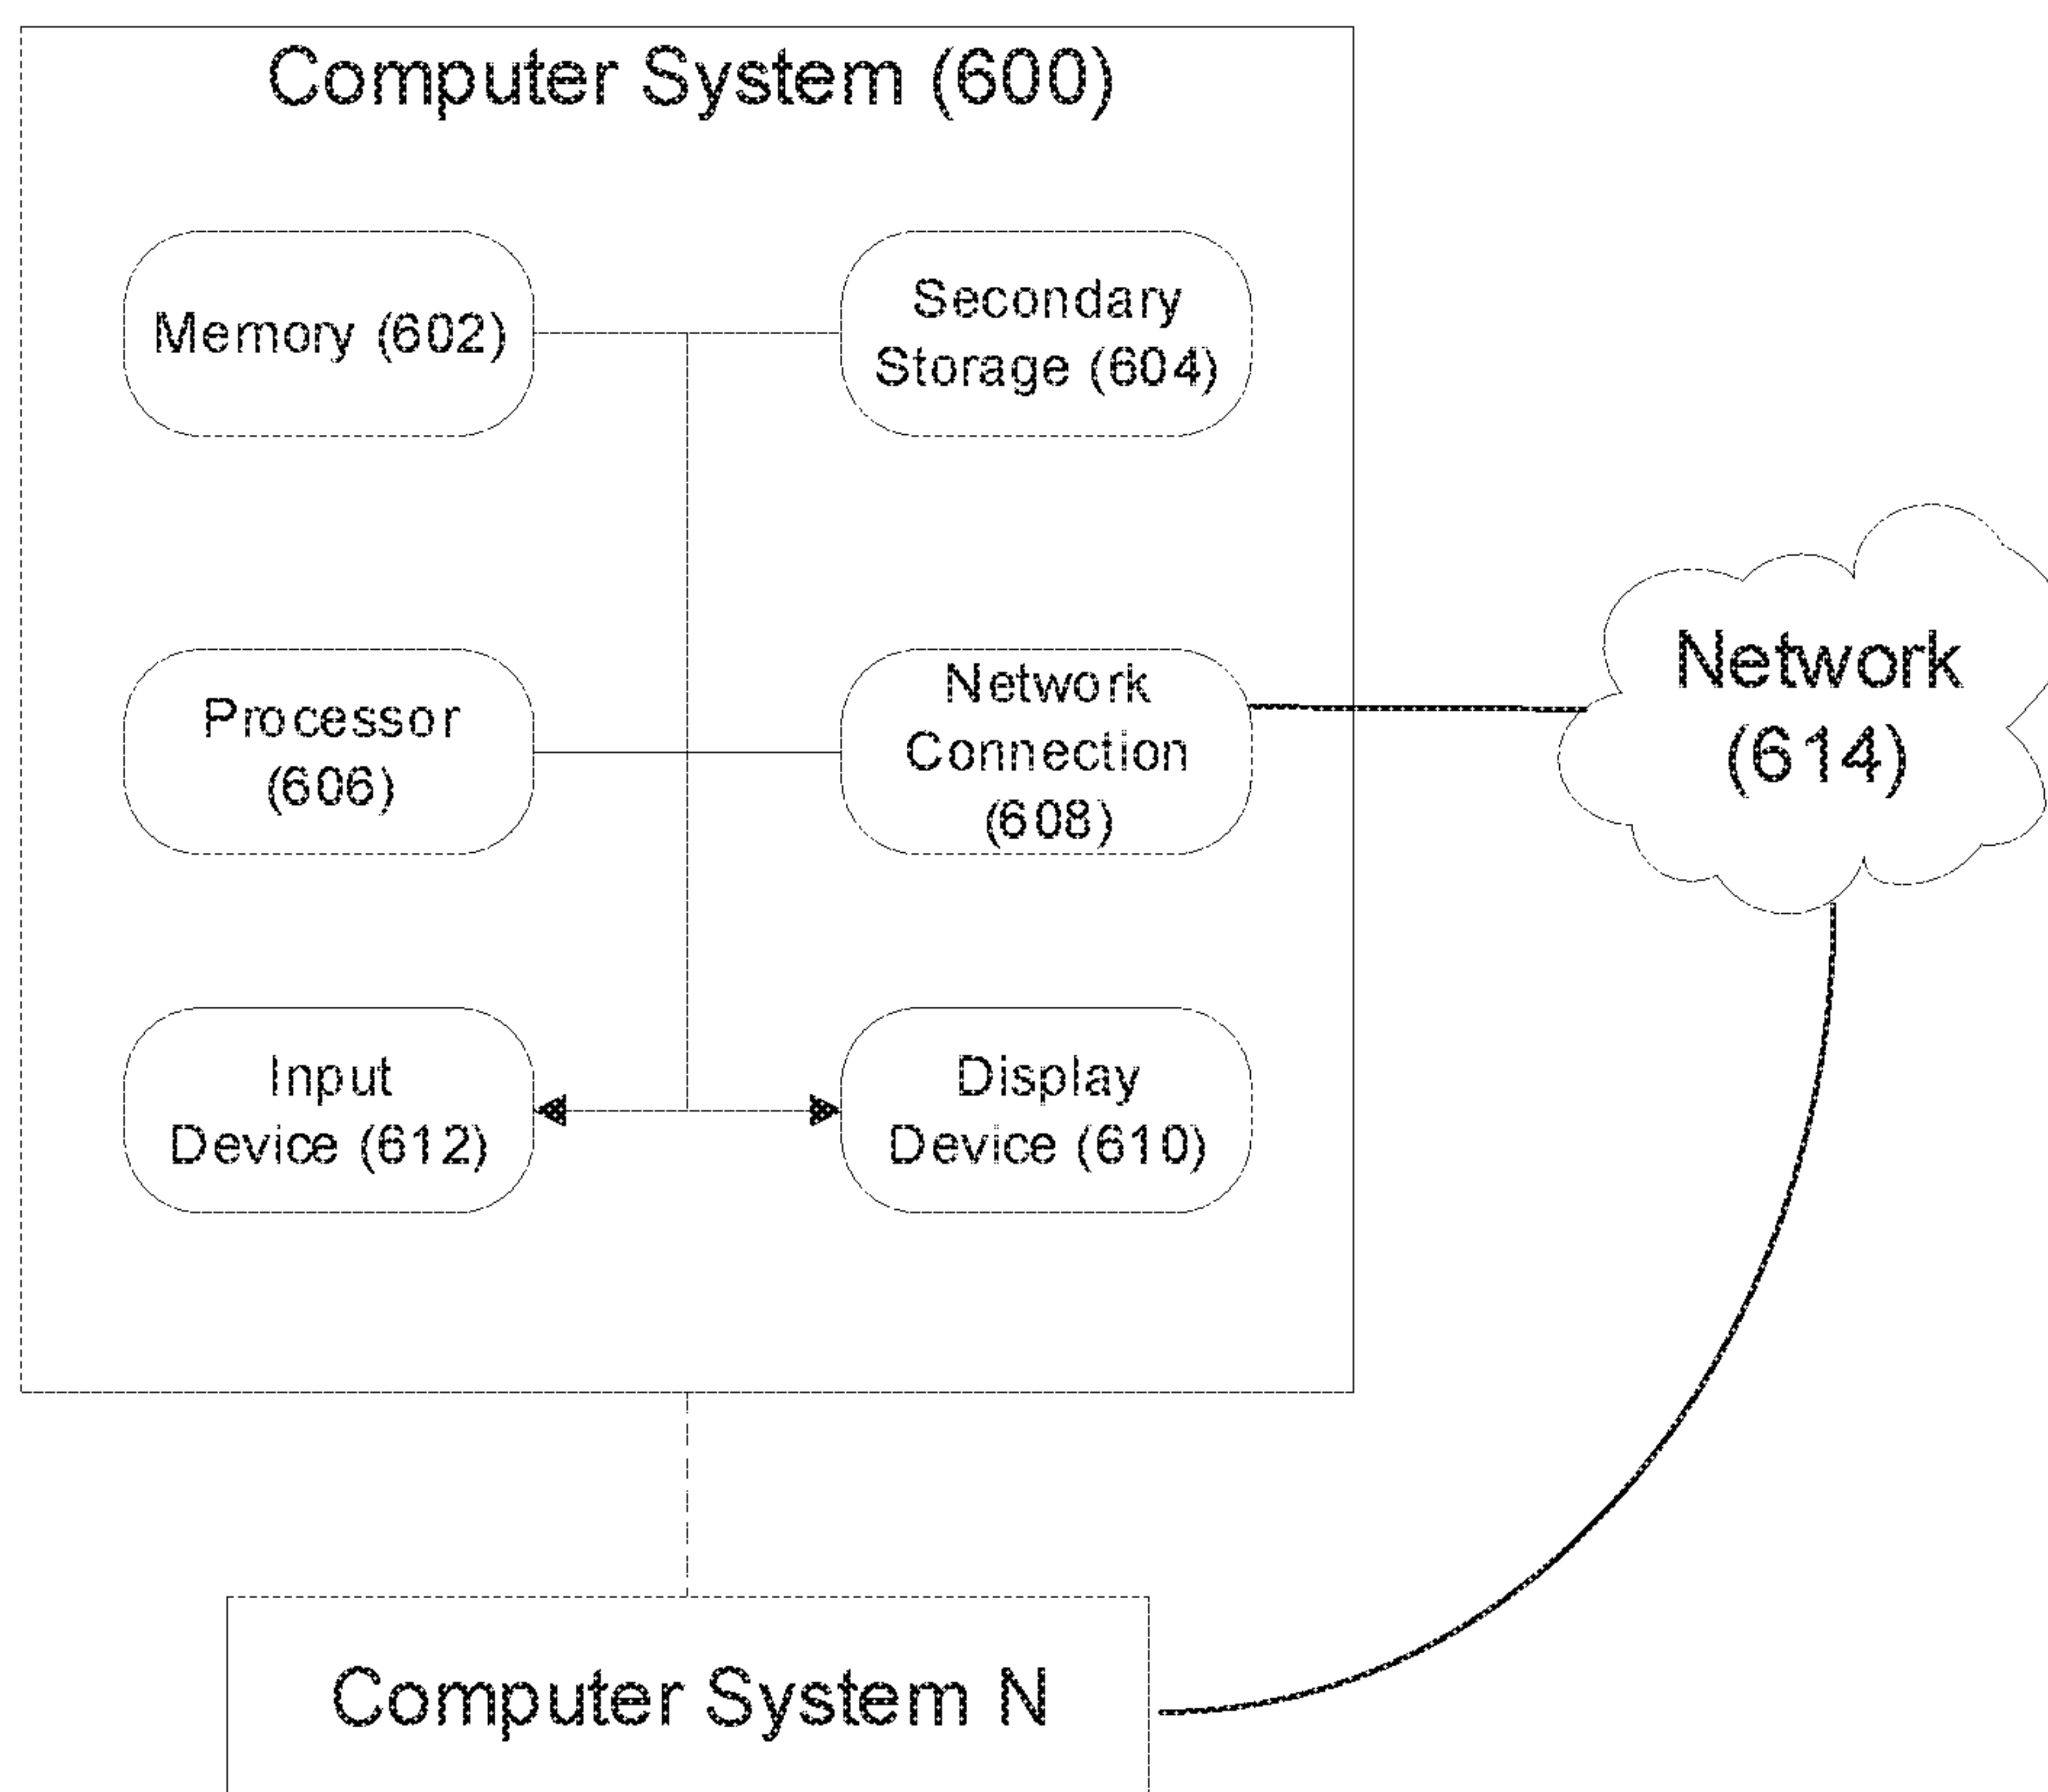 Computer System (600)
Memory (602)
Secondary
Storage (604)
Processor
(606)
Network
Connection
(608)
Network
(614)
Input
Device (612)
Display
Device (610)
Computer System N